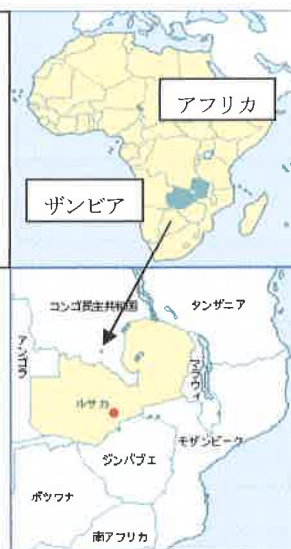 アフリカ
ザンビア
コンゴ民主共和国
タンザニア
アンゴラ
マラウイ
ルサカ
モザンビーク
ジンバブエ
ボツワナ
南アフリカ